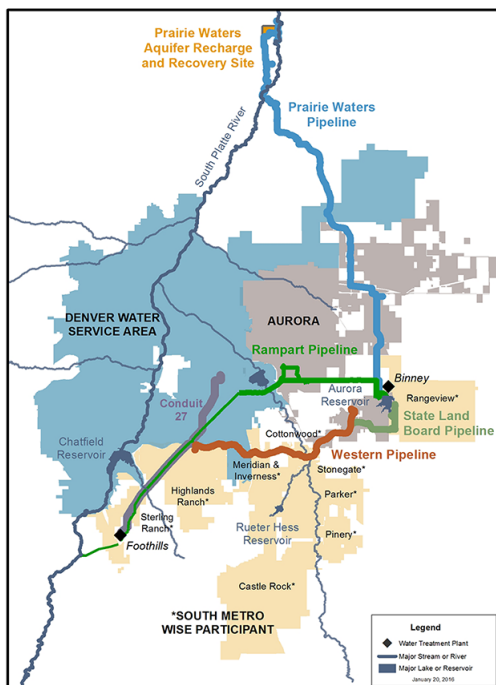 Prairie Waters
Aquifer Recharge
and Recovery Site
Prairie Waters
Pipeline
South Platte River
DENVER WATER
SERVICE AREA
AURORA
Rampart Pipeline
Binney
Aurora
Reservoir
Rangeview*
Conduit
27
State Land
Board Pipeline
Cottonwood*
Western Pipeline
Chatfield
Reservoir
Meridian &
Inverness*
Stonegate*
Highlands
Ranch*
Parker*
Sterling
Ranch*
Rueter Hess
Reservoir
Pinery*
Foothills
Castle Rock*
*SOUTH METRO
WISE PARTICIPANT
Legend
Water Treatment Plant
Major Stream or River
Major Lake or Reservoir
January 20, 2016